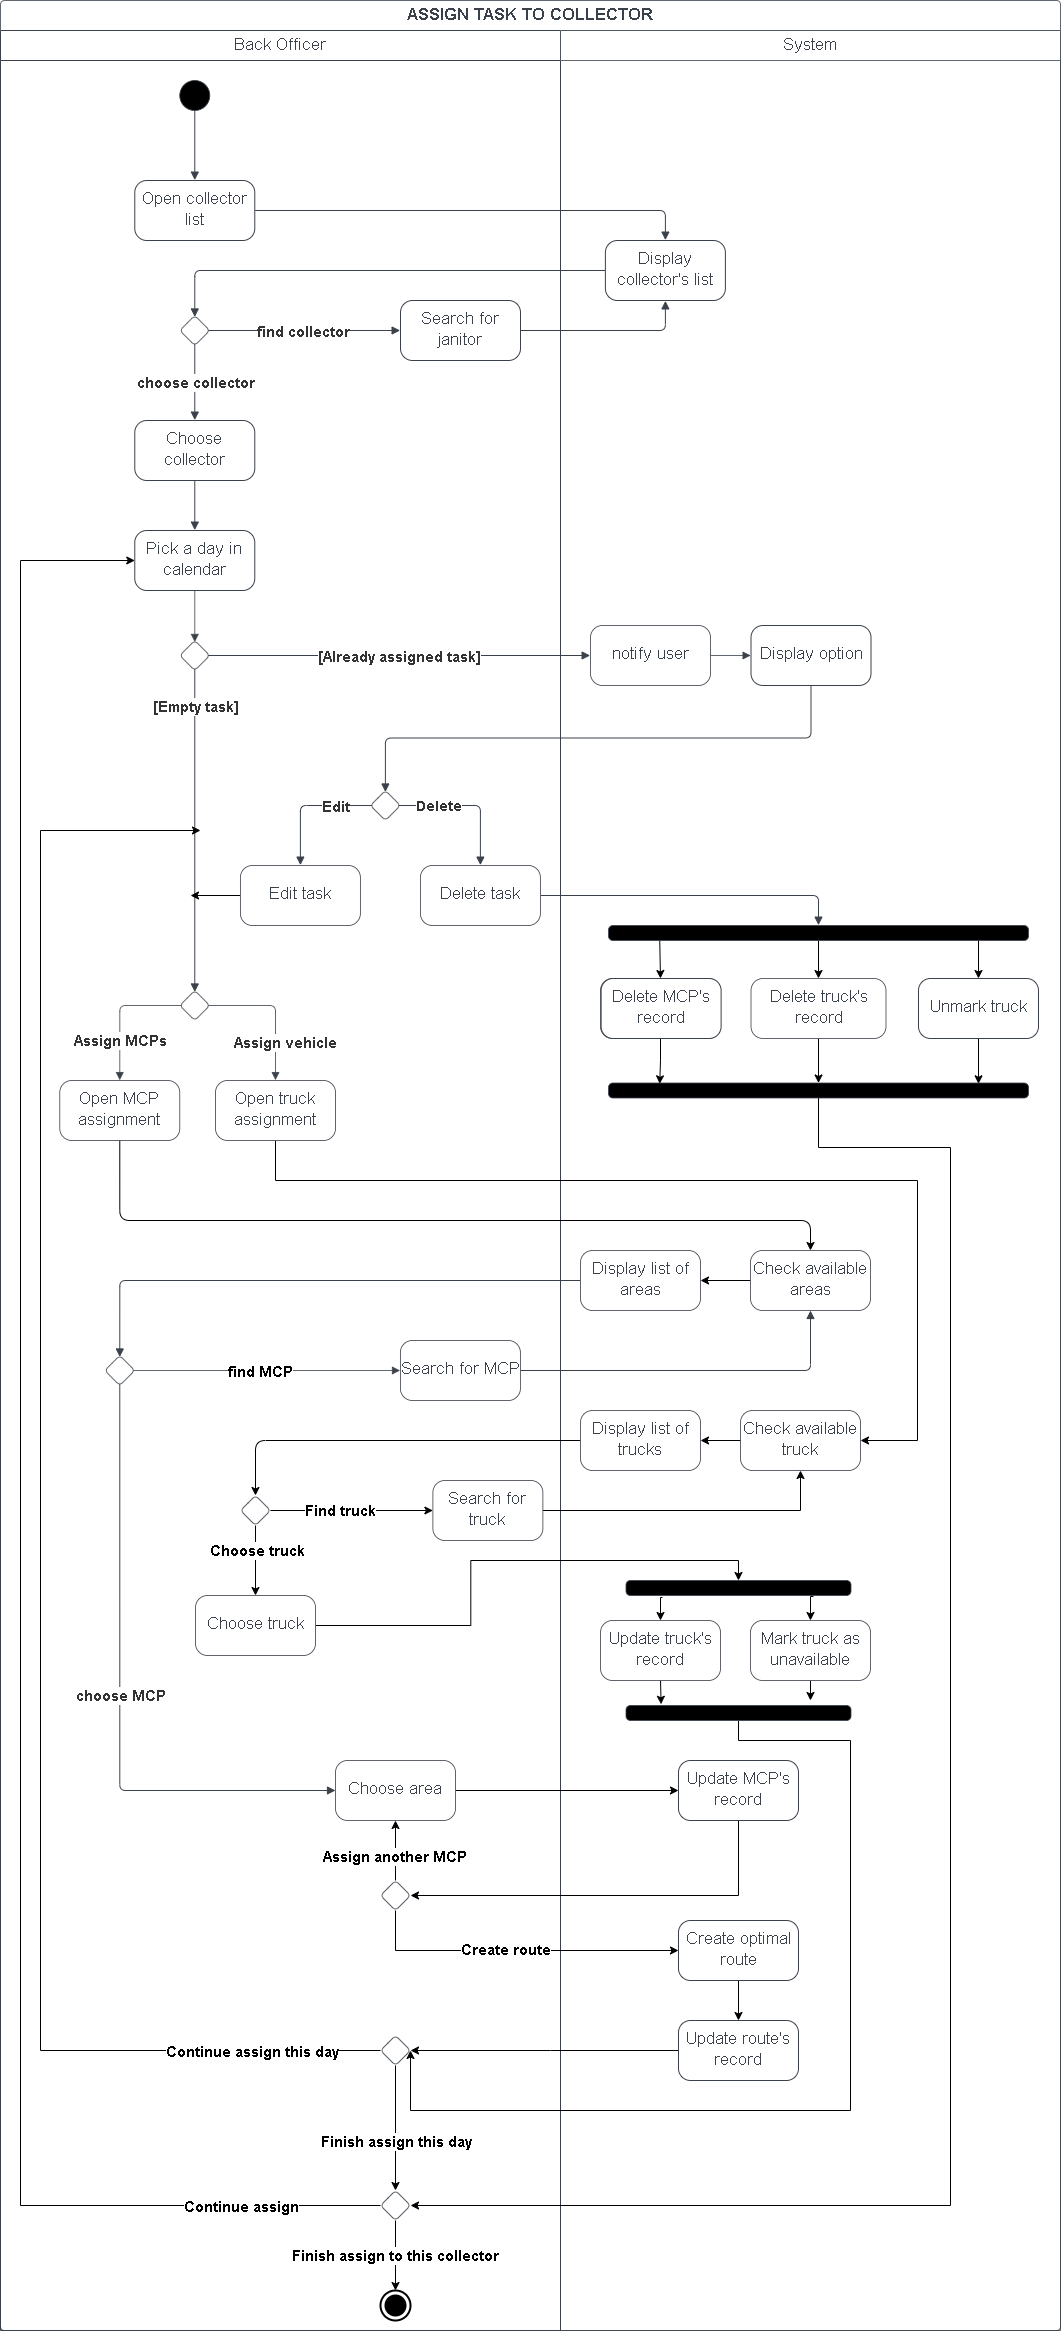 ASSIGN TASK TO COLLECTOR
Back Officer
System
Open collector
list
Display
collector's list
find collector
Search for
janitor
choose collector
Choose
collector
Pick a day in
calendar
[Already assigned task]
notify user
Display option
[Empty task]
Edit
Delete
Edit task
Delete task
Delete MCP's
record
Delete truck's
record
Unmark truck
Assign MCPs
Assign vehicle
Open MCP
assignment
Open truck
assignment
Display list of
areas
Check available
areas
find MCP
Search for MCP
Display list of
trucks
Check available
truck
Find truck
Search for
truck
Choose truck
Choose truck
Update truck's
record
Mark truck as
unavailable
choose MCP
Choose area
Update MCP's
record
Assign another MCP
Create route
Create optimal
route
Continue assign this day
Update route's
record
Finish assign this day
Continue assign
Finish assign to this collector